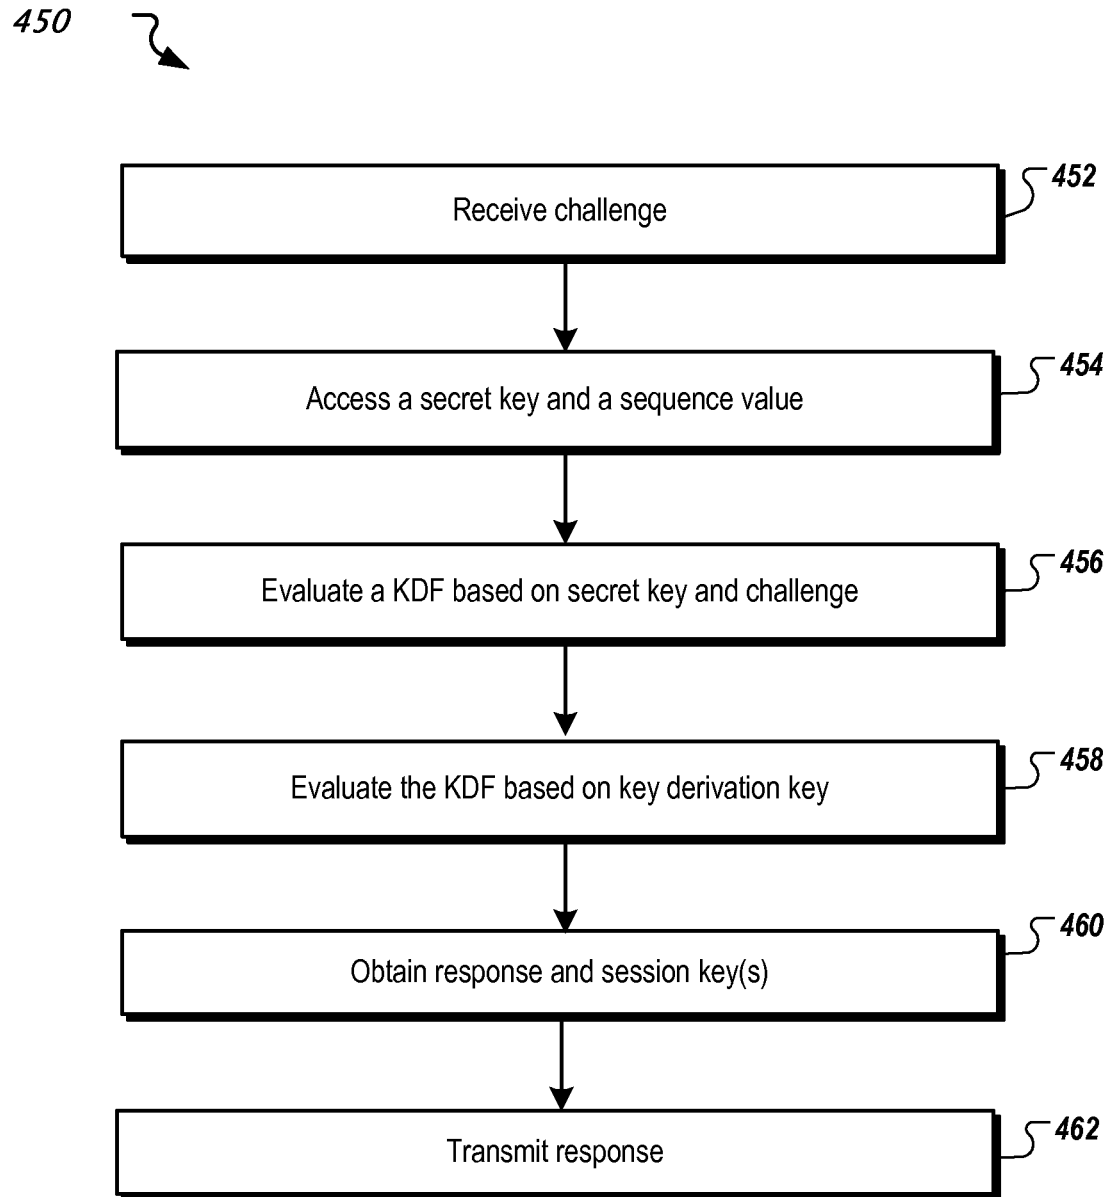 450
Receive challenge
452
Access a secret key and a sequence value
454
Evaluate a KDF based on secret key and challenge
456
Evaluate the KDF based on key derivation key
458
Obtain response and session key(s)
460
Transmit response
462